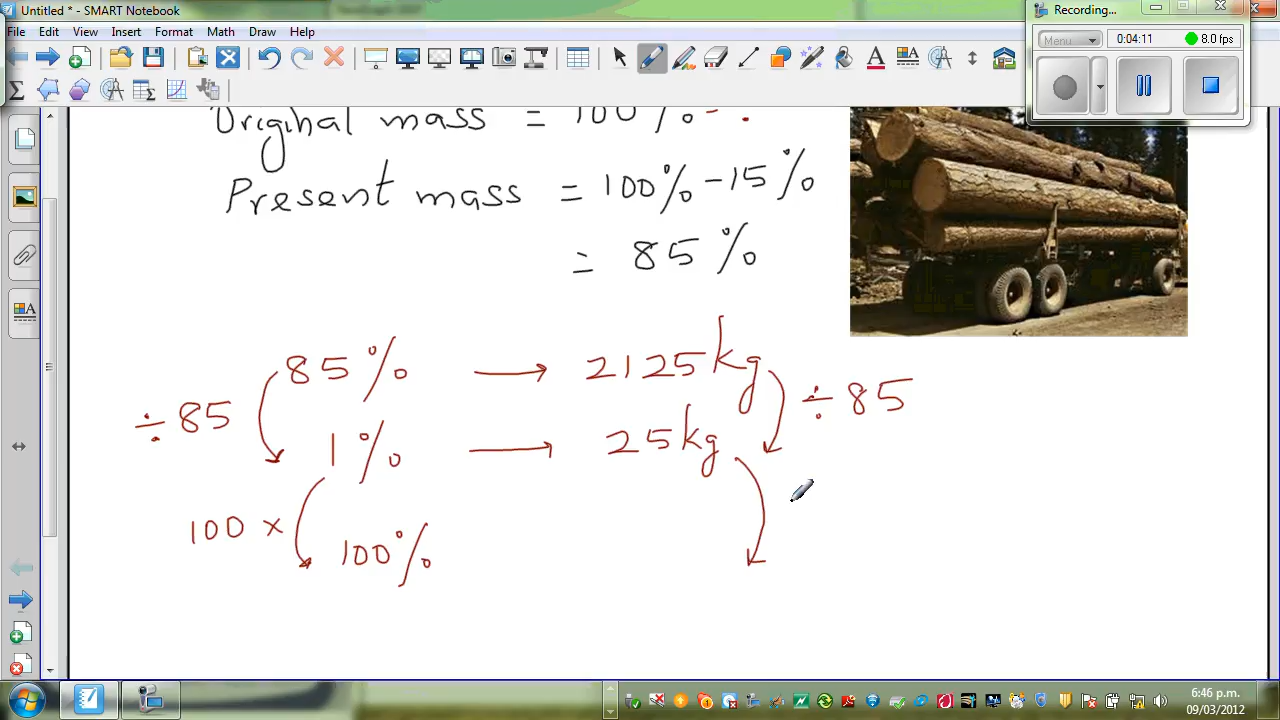 Untitled * - SMART Notebook
Recording...
File Edit View Insert Format Math Draw Help
Menu
0:04:11
8.0 fps
Original mass = 100% - .
Present mass = 100% - 15%
= 85%
85% → 2125kg
÷ 85
÷ 85
1% → 25kg
100 ×
100%
6:46 p.m.
09/03/2012